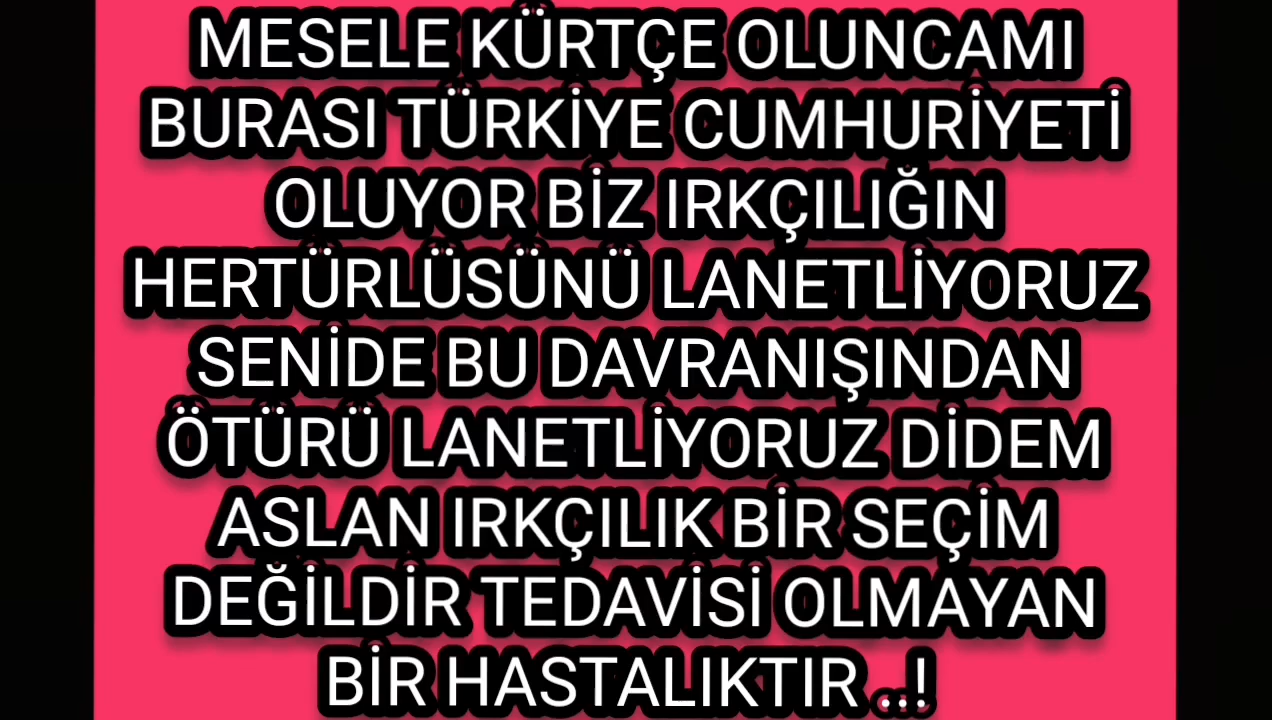 MESELE KÜRTÇE OLUNCAMI
BURASI TÜRKİYE CUMHURİYETİ
OLUYOR BİZ IRKÇILIĞIN
HERTÜRLÜSÜNÜ LANETLİYORUZ
SENİDE BU DAVRANIŞINDAN
ÖTÜRÜ LANETLİYORUZ DİDEM
ASLAN IRKÇILIK BİR SEÇİM
DEĞİLDİR TEDAVİSİ OLMAYAN
BİR HASTALIKTIR ..!